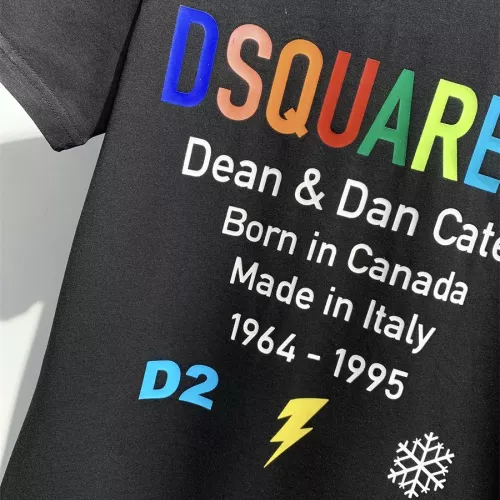 DSQUARE
Dean & Dan Cate
Born in Canada
Made in Italy
1964 - 1995
D2